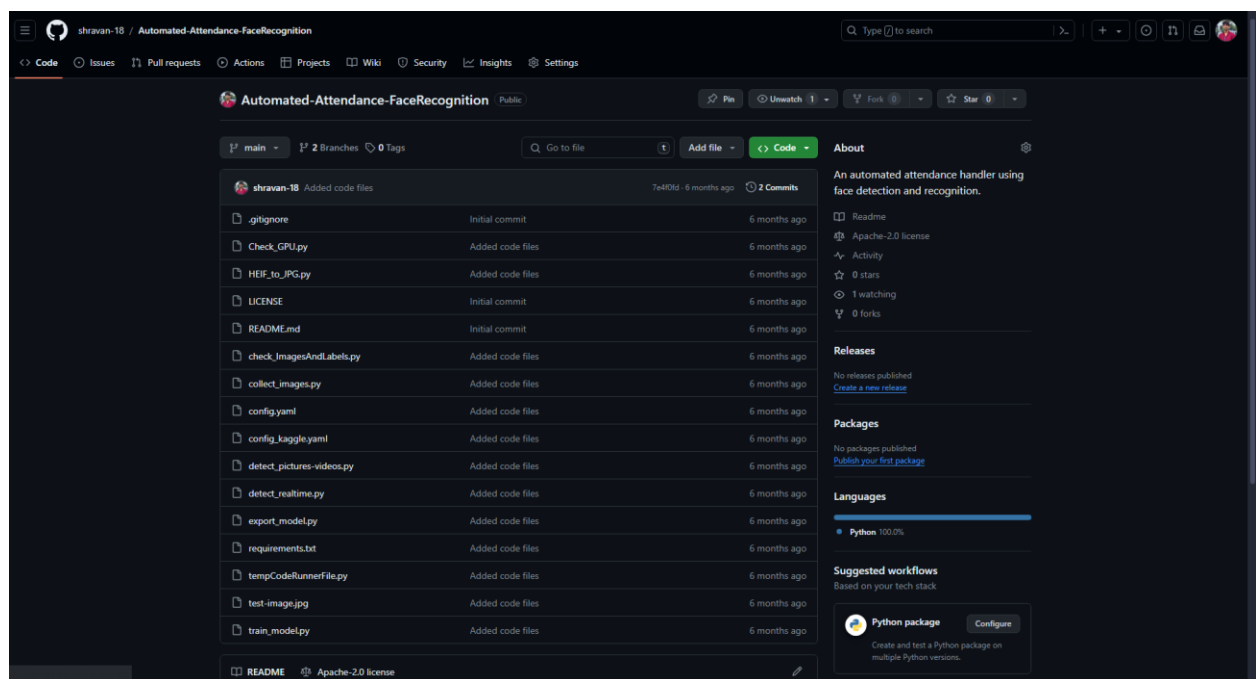 shravan-18 / Automated-Attendance-FaceRecognition
Type / to search
Code Issues Pull requests Actions Projects Wiki Security Insights Settings
Automated-Attendance-FaceRecognition Public
Pin Unwatch 1 Fork 0 Star 0
main 2 Branches 0 Tags Go to file t Add file Code
shravan-18 Added code files 7e4f0fd · 6 months ago 2 Commits
.gitignore Initial commit 6 months ago
Check_GPU.py Added code files 6 months ago
HEIF_to_JPG.py Added code files 6 months ago
LICENSE Initial commit 6 months ago
README.md Initial commit 6 months ago
check_ImagesAndLabels.py Added code files 6 months ago
collect_images.py Added code files 6 months ago
config.yaml Added code files 6 months ago
config_kaggle.yaml Added code files 6 months ago
detect_pictures-videos.py Added code files 6 months ago
detect_realtime.py Added code files 6 months ago
export_model.py Added code files 6 months ago
requirements.txt Added code files 6 months ago
tempCodeRunnerFile.py Added code files 6 months ago
test-image.jpg Added code files 6 months ago
train_model.py Added code files 6 months ago
README Apache-2.0 license
About
An automated attendance handler using
face detection and recognition.
Readme
Apache-2.0 license
Activity
0 stars
1 watching
0 forks
Releases
No releases published
Create a new release
Packages
No packages published
Publish your first package
Languages
Python 100.0%
Suggested workflows
Based on your tech stack
Python package Configure
Create and test a Python package on
multiple Python versions.